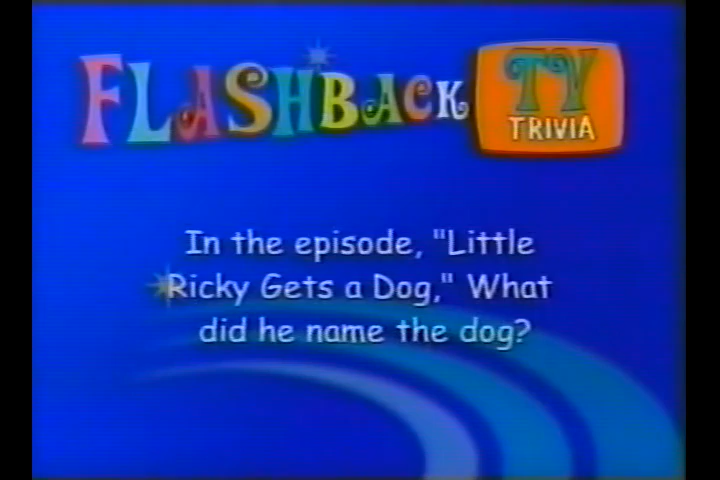 FLASHBACK TV TRIVIA
In the episode, "Little
Ricky Gets a Dog," What
did he name the dog?